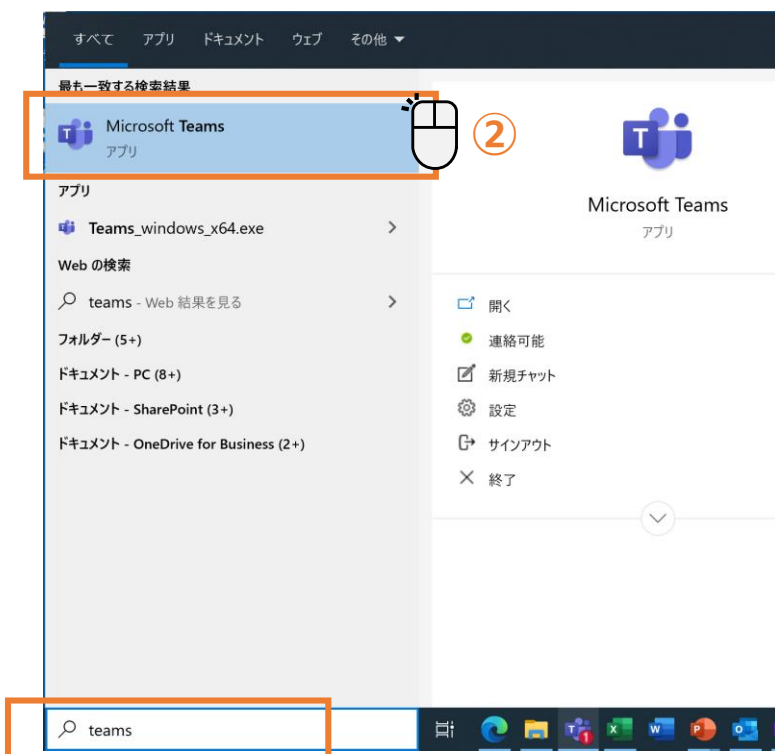 すべて アプリ ドキュメント ウェブ その他 ▼
最も一致する検索結果
Microsoft Teams
アプリ
②
アプリ
Teams_windows_x64.exe
Web の検索
teams - Web 結果を見る
フォルダー (5+)
ドキュメント - PC (8+)
ドキュメント - SharePoint (3+)
ドキュメント - OneDrive for Business (2+)
Microsoft Teams
アプリ
開く
連絡可能
新規チャット
設定
サインアウト
終了
teams